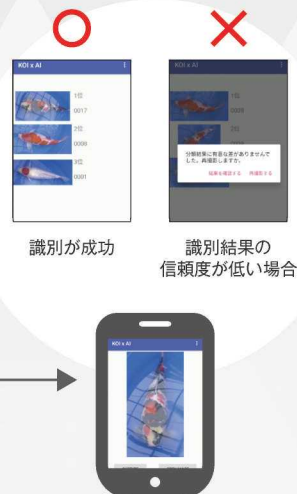 KOI x AI
1位
0017
2位
0009
3位
0001
識別が成功
KOI x AI
1位
0009
2位
分類結果に有意な差がありませんで
した。再撮影しますか。
結果を確認する 再撮影する
識別結果の
信頼度が低い場合
KOI x AI